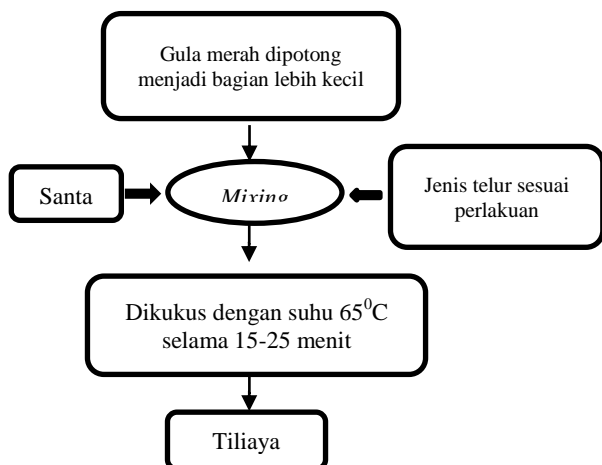 Gula merah dipotong
menjadi bagian lebih kecil
Santa
Mixing
Jenis telur sesuai
perlakuan
Dikukus dengan suhu 65⁰C
selama 15-25 menit
Tiliaya